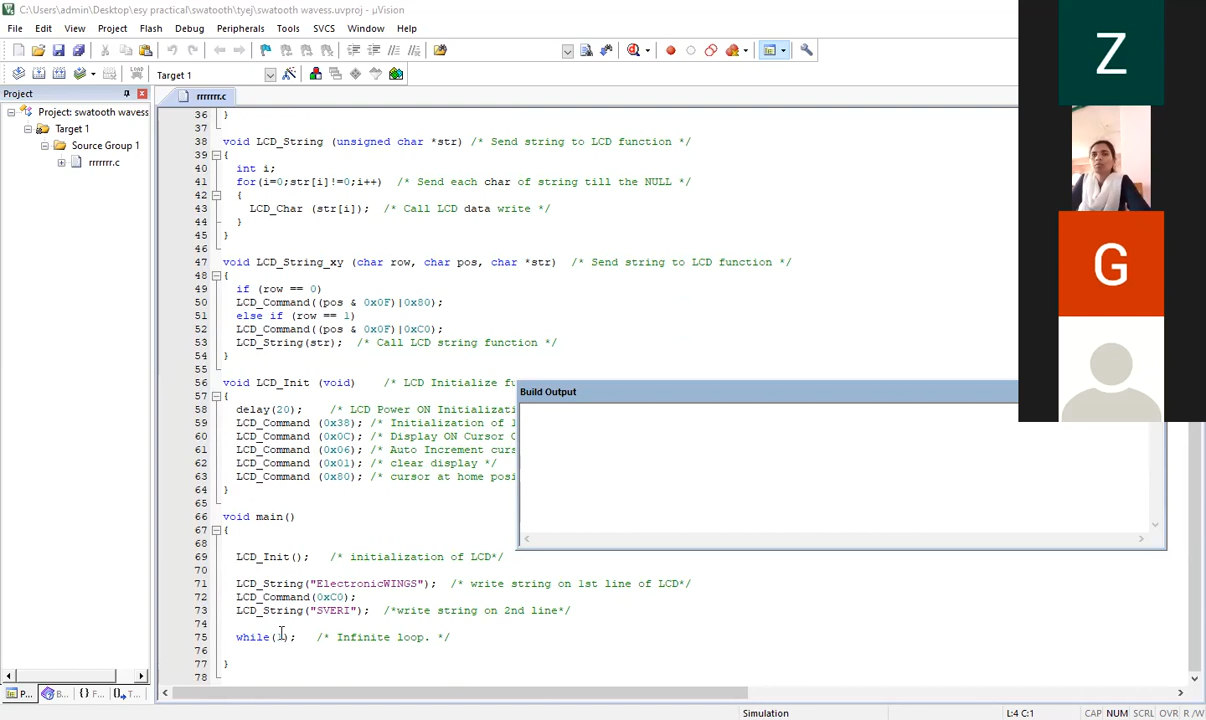 C:\Users\admin\Desktop\esy practical\swatooth\tyej\swatooth wavess.uvproj - µVision
File Edit View Project Flash Debug Peripherals Tools SVCS Window Help
Target 1
Project
rrrrrrr.c
Project: swatooth wavess
Target 1
Source Group 1
rrrrrrr.c
36 }
37
38 void LCD_String (unsigned char *str) /* Send string to LCD function */
39 {
40 int i;
41 for(i=0;str[i]!=0;i++) /* Send each char of string till the NULL */
42 {
43 LCD_Char (str[i]); /* Call LCD data write */
44 }
45 }
46
47 void LCD_String_xy (char row, char pos, char *str) /* Send string to LCD function */
48 {
49 if (row == 0)
50 LCD_Command((pos & 0x0F)|0x80);
51 else if (row == 1)
52 LCD_Command((pos & 0x0F)|0xC0);
53 LCD_String(str); /* Call LCD string function */
54 }
55
56 void LCD_Init (void) /* LCD Initialize fu
57 {
58 delay(20); /* LCD Power ON Initializati
59 LCD_Command (0x38); /* Initialization of l
60 LCD_Command (0x0C); /* Display ON Cursor O
61 LCD_Command (0x06); /* Auto Increment curs
62 LCD_Command (0x01); /* clear display */
63 LCD_Command (0x80); /* cursor at home posi
64 }
65
66 void main()
67 {
68
69 LCD_Init(); /* initialization of LCD*/
70
71 LCD_String("ElectronicWINGS"); /* write string on 1st line of LCD*/
72 LCD_Command(0xC0);
73 LCD_String("SVERI"); /*write string on 2nd line*/
74
75 while(1); /* Infinite loop. */
76
77 }
78
Build Output
Z
G
P... B... {} F... T...
Simulation L:4 C:1 CAP NUM SCRL OVR R/W